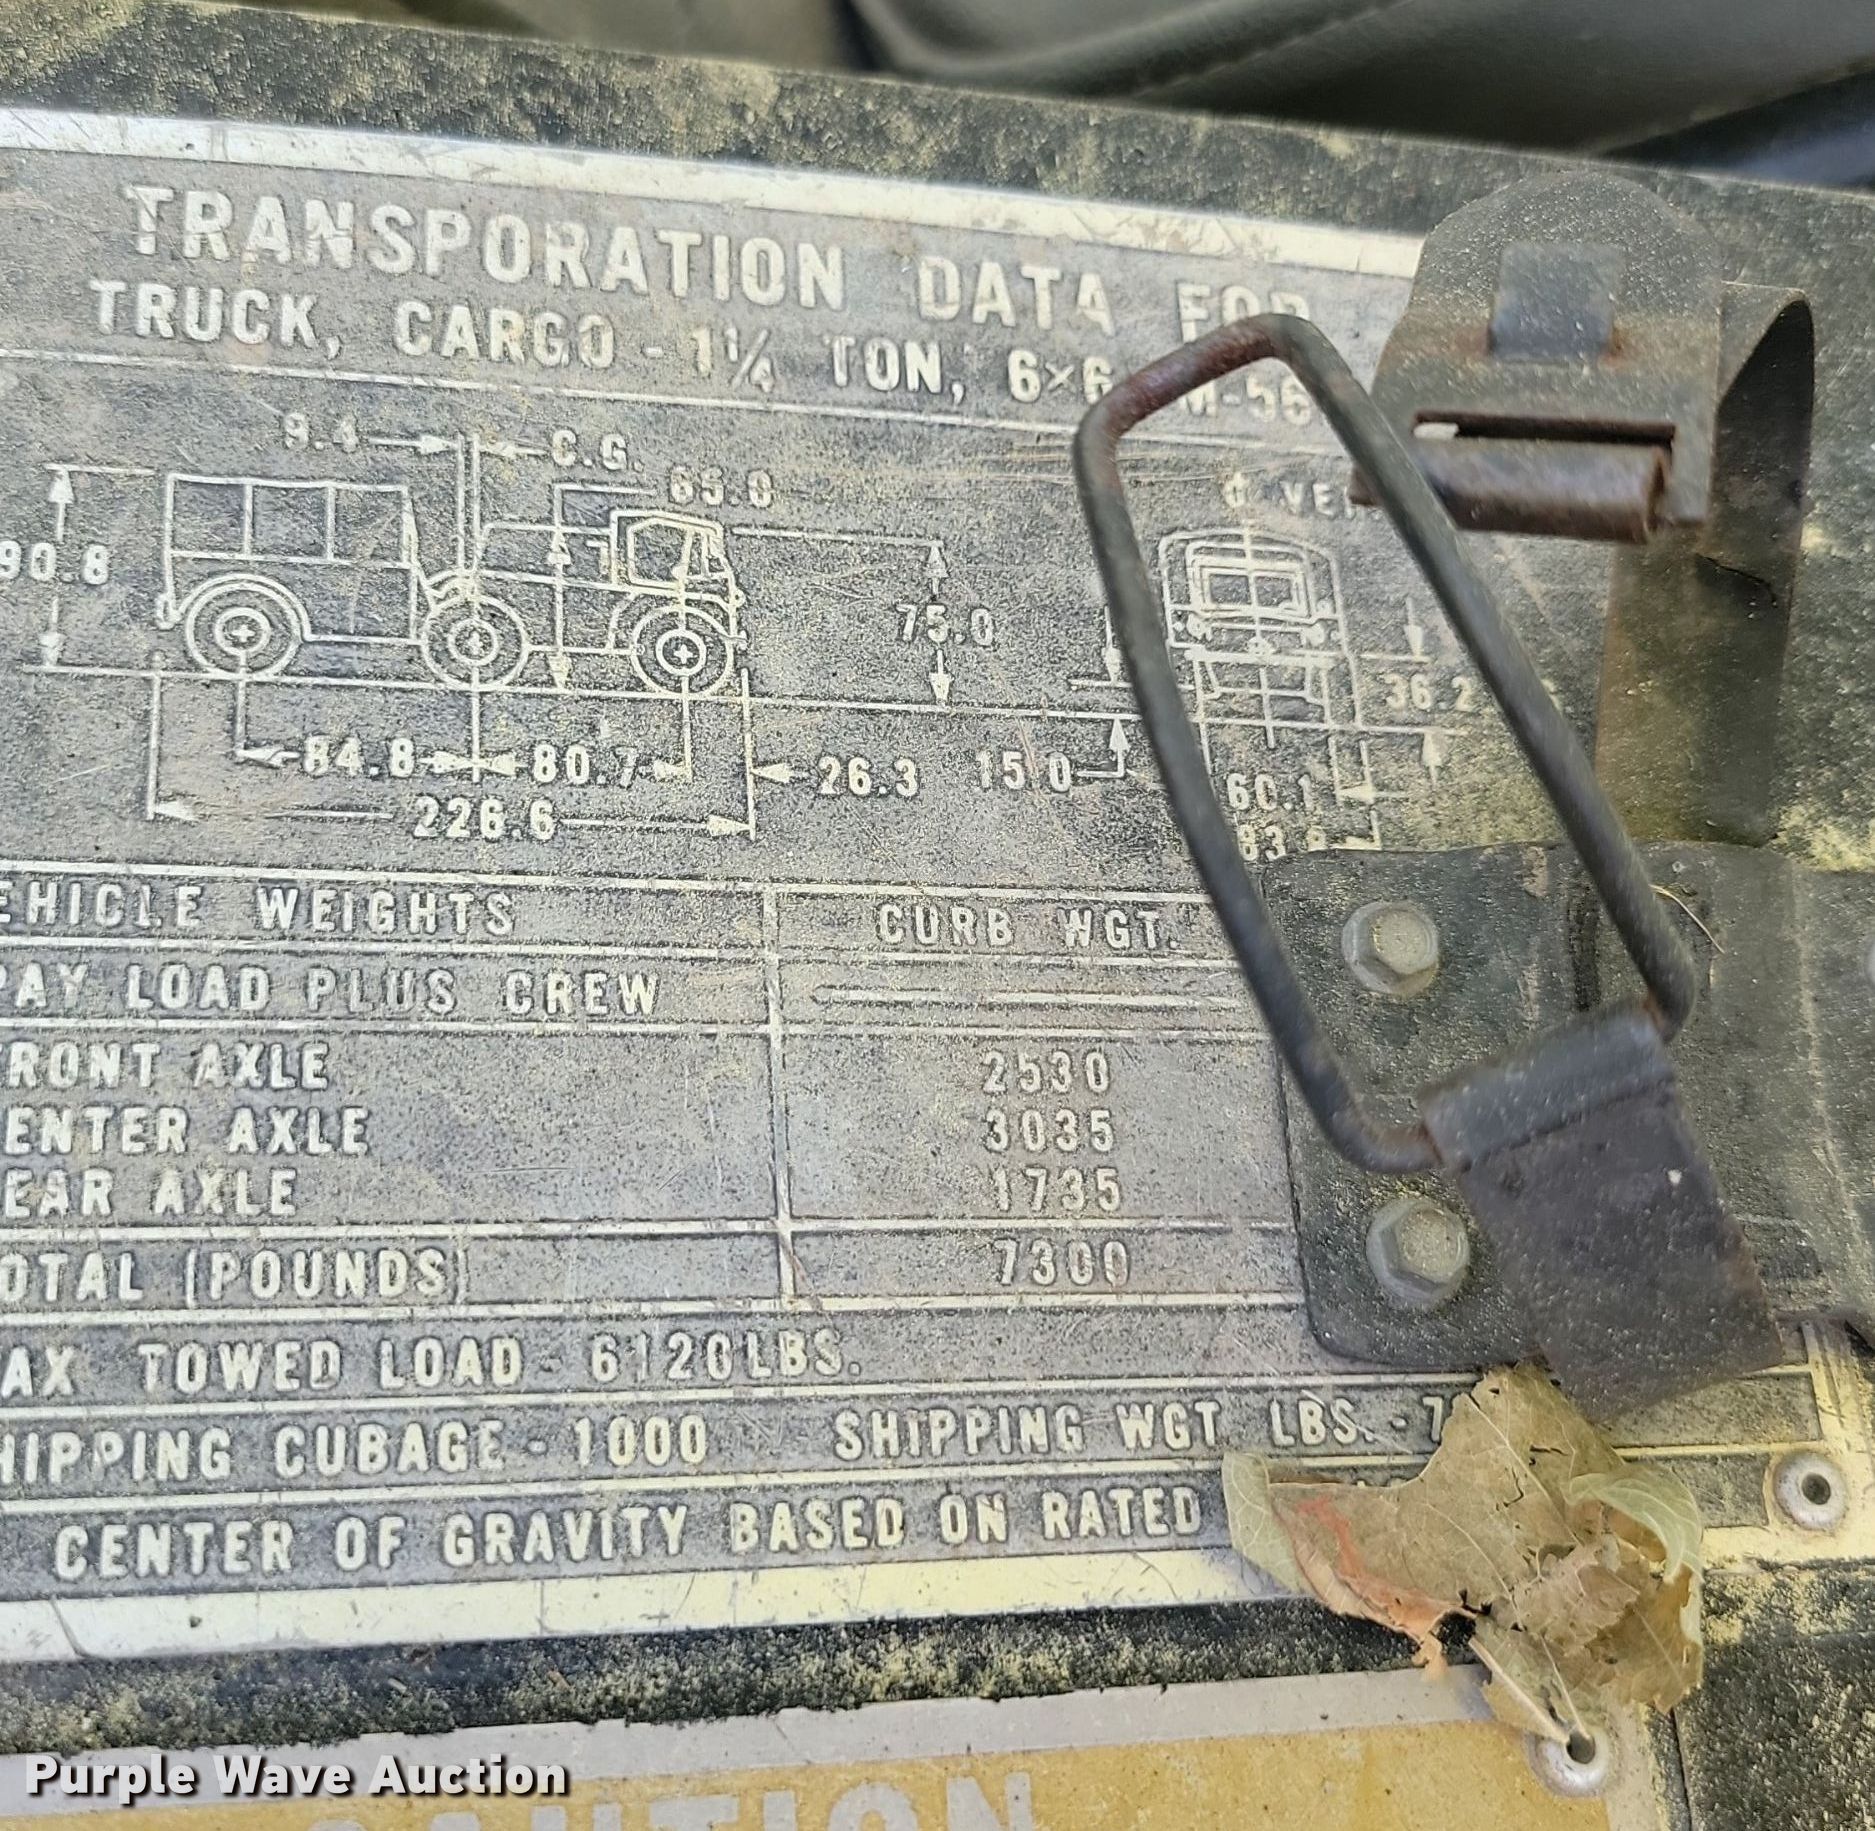 TRANSPORATION DATA FOR
TRUCK, CARGO - 1¼ TON, 6×6 M-56
9.4 C.G. 65.0
90.8
75.0
36.2
84.8 80.7 26.3 15.0 60.1
226.6
EHICLE WEIGHTS CURB WGT.
PAY LOAD PLUS CREW
RONT AXLE 2530
ENTER AXLE 3035
EAR AXLE 1735
OTAL (POUNDS) 7300
AX TOWED LOAD - 6120LBS.
HIPPING CUBAGE - 1000 SHIPPING WGT. LBS. - 7
CENTER OF GRAVITY BASED ON RATED
CAUTION
Purple Wave Auction